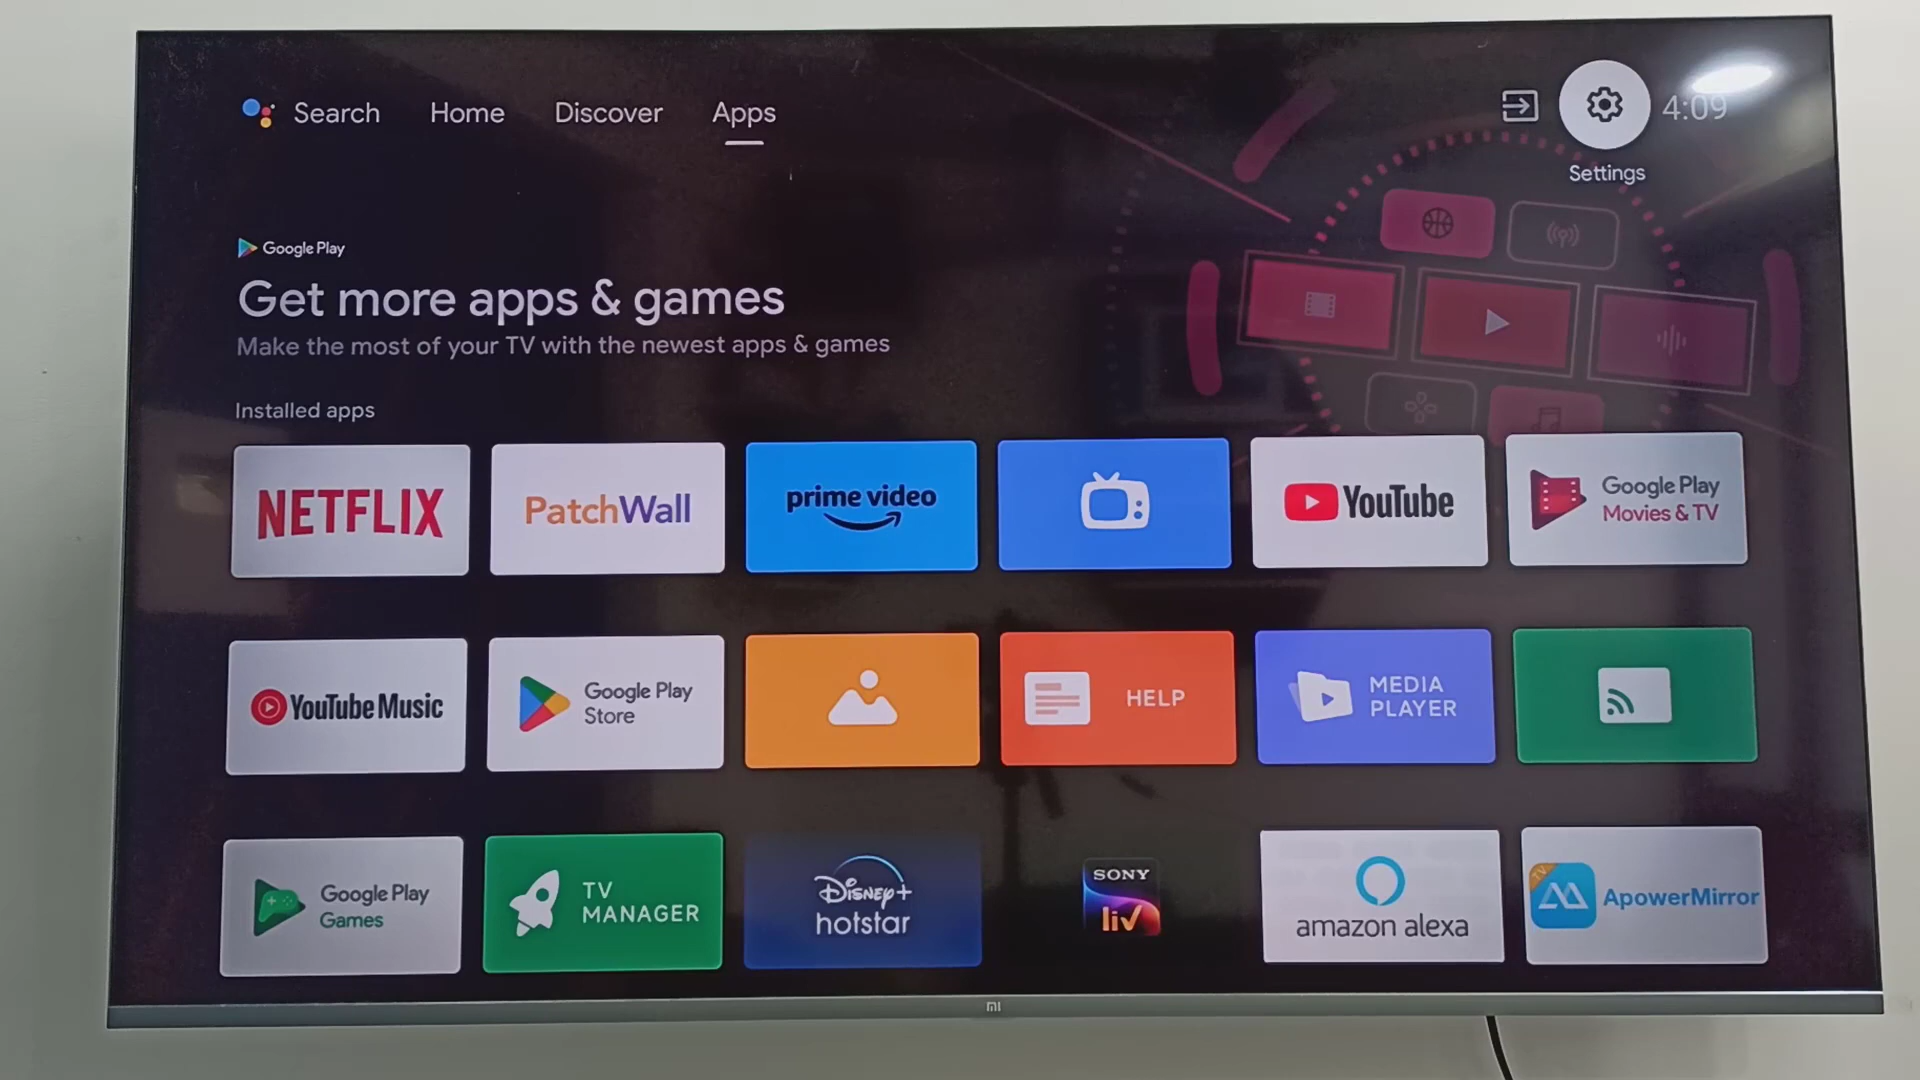 Search Home Discover Apps
4:09
Settings
Google Play
Get more apps & games
Make the most of your TV with the newest apps & games
Installed apps
NETFLIX
PatchWall
prime video
YouTube
Google Play
Movies & TV
YouTube Music
Google Play
Store
HELP
MEDIA
PLAYER
Google Play
Games
TV
MANAGER
Disney+
hotstar
SONY
liv
amazon alexa
TV
ApowerMirror
mi